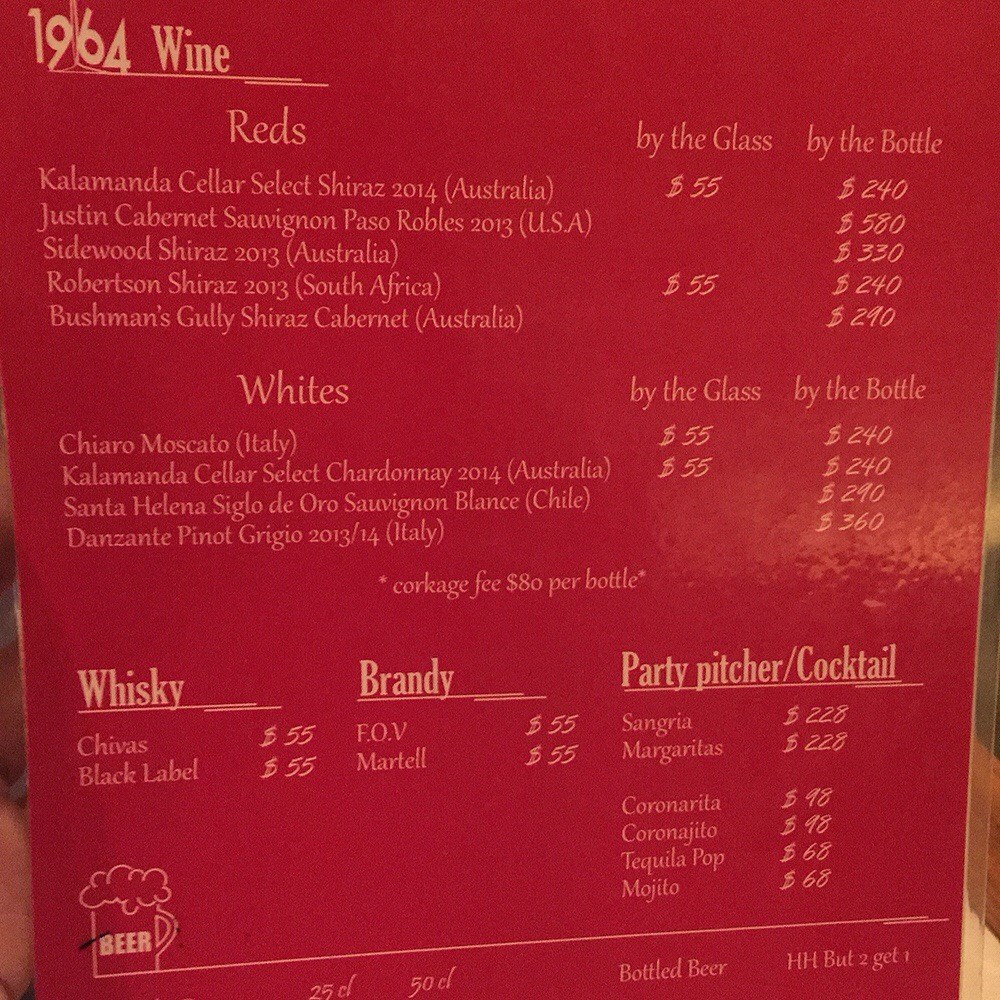 1964 Wine
Reds by the Glass by the Bottle
Kalamanda Cellar Select Shiraz 2014 (Australia) $ 55 $ 240
Justin Cabernet Sauvignon Paso Robles 2013 (U.S.A) $ 580
Sidewood Shiraz 2013 (Australia) $ 330
Robertson Shiraz 2013 (South Africa) $ 55 $ 240
Bushman's Gully Shiraz Cabernet (Australia) $ 290
Whites by the Glass by the Bottle
Chiaro Moscato (Italy) $ 55 $ 240
Kalamanda Cellar Select Chardonnay 2014 (Australia) $ 55 $ 240
Santa Helena Siglo de Oro Sauvignon Blance (Chile) $ 290
Danzante Pinot Grigio 2013/14 (Italy) $ 360
* corkage fee $80 per bottle*
Whisky
Chivas $ 55
Black Label $ 55
Brandy
F.O.V $ 55
Martell $ 55
Party pitcher/Cocktail
Sangria $ 228
Margaritas $ 228
Coronarita $ 98
Coronajito $ 98
Tequila Pop $ 68
Mojito $ 68
BEER
25 cl 50 cl Bottled Beer HH But 2 get 1